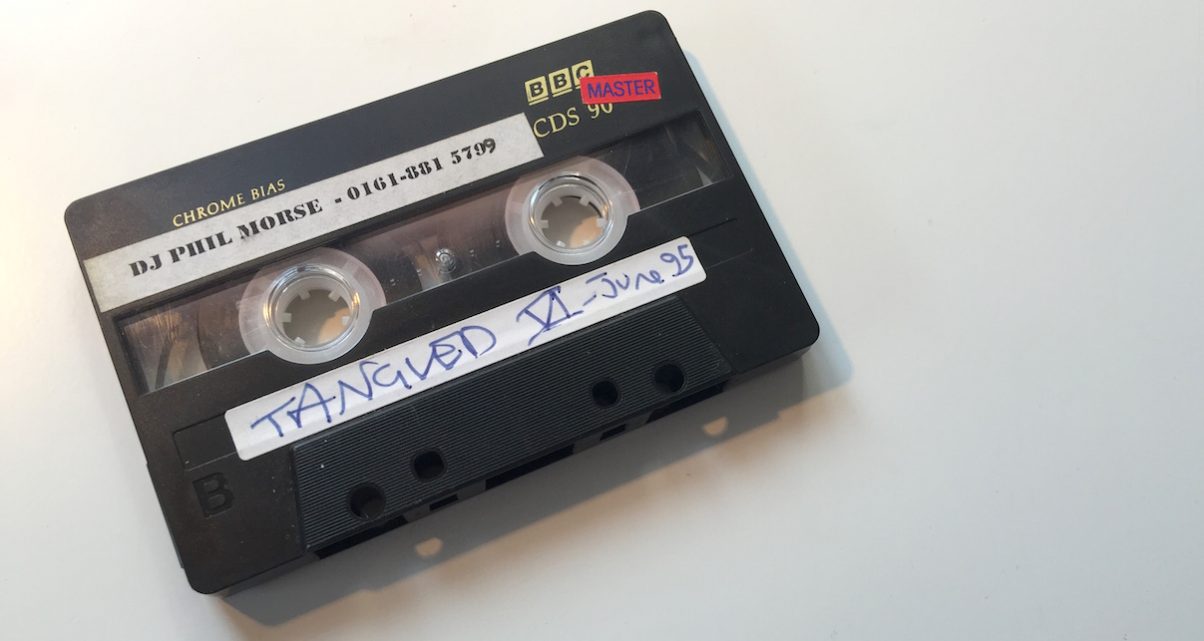 BBC
MASTER
CDS 90
CHROME BIAS
DJ PHIL MORSE - 0161-881 5799
TANGLED VI - June 95
B